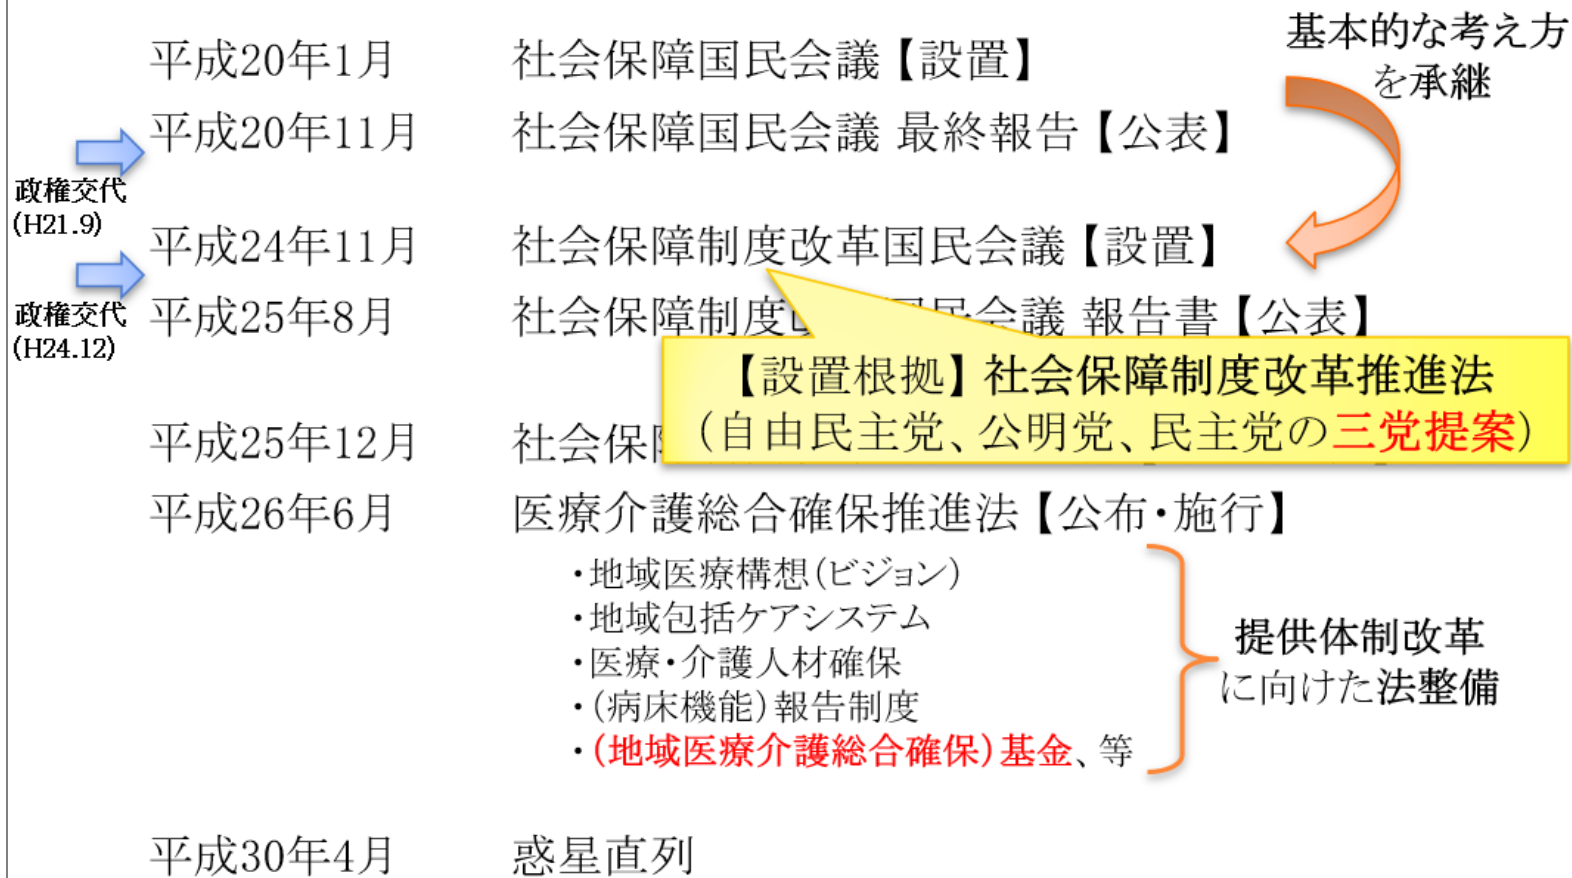 基本的な考え方
を承継
平成20年1月 社会保障国民会議【設置】
平成20年11月 社会保障国民会議 最終報告【公表】
政権交代
(H21.9)
平成24年11月 社会保障制度改革国民会議【設置】
政権交代
(H24.12)
平成25年8月 社会保障制度 国民会議 報告書【公表】
【設置根拠】社会保障制度改革推進法
(自由民主党、公明党、民主党の三党提案)
平成25年12月 社会保
平成26年6月 医療介護総合確保推進法【公布・施行】
・地域医療構想(ビジョン)
・地域包括ケアシステム
・医療・介護人材確保
・(病床機能)報告制度
・(地域医療介護総合確保)基金、等
提供体制改革
に向けた法整備
平成30年4月 惑星直列